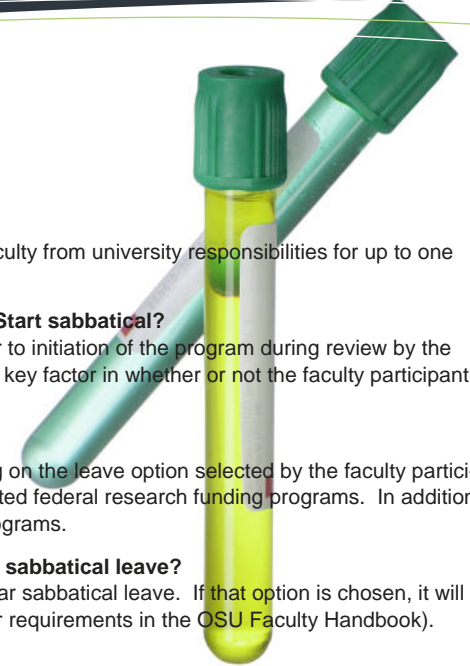 culty from university responsibilities for up to one
Start sabbatical?
r to initiation of the program during review by the
key factor in whether or not the faculty participant
g on the leave option selected by the faculty partici-
ted federal research funding programs.  In addition
ograms.
sabbatical leave?
ar sabbatical leave.  If that option is chosen, it will
r requirements in the OSU Faculty Handbook).